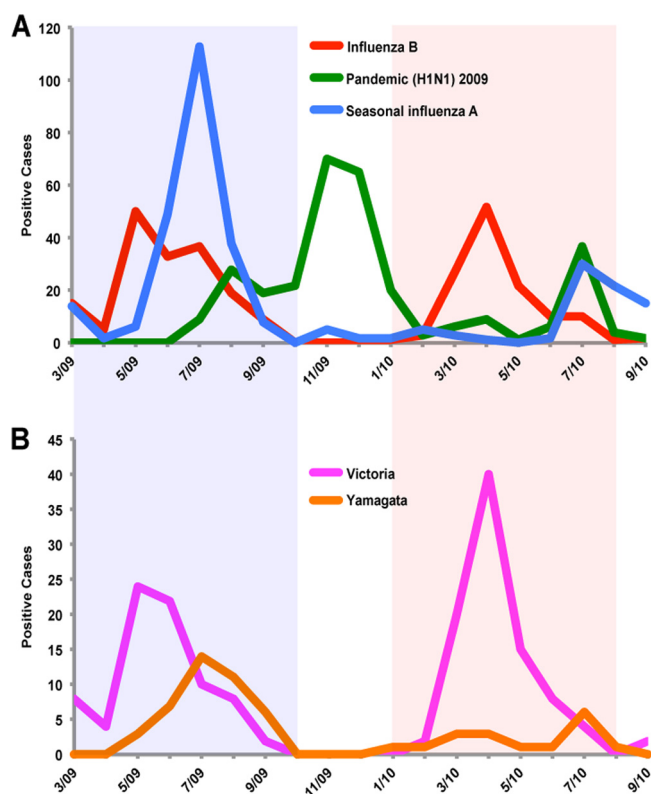 A
120
100
80
60
40
20
0
Positive Cases
Influenza B
Pandemic (H1N1) 2009
Seasonal influenza A
3/09 5/09 7/09 9/09 11/09 1/10 3/10 5/10 7/10 9/10
B
45
40
35
30
25
20
15
10
5
0
Positive Cases
Victoria
Yamagata
3/09 5/09 7/09 9/09 11/09 1/10 3/10 5/10 7/10 9/10